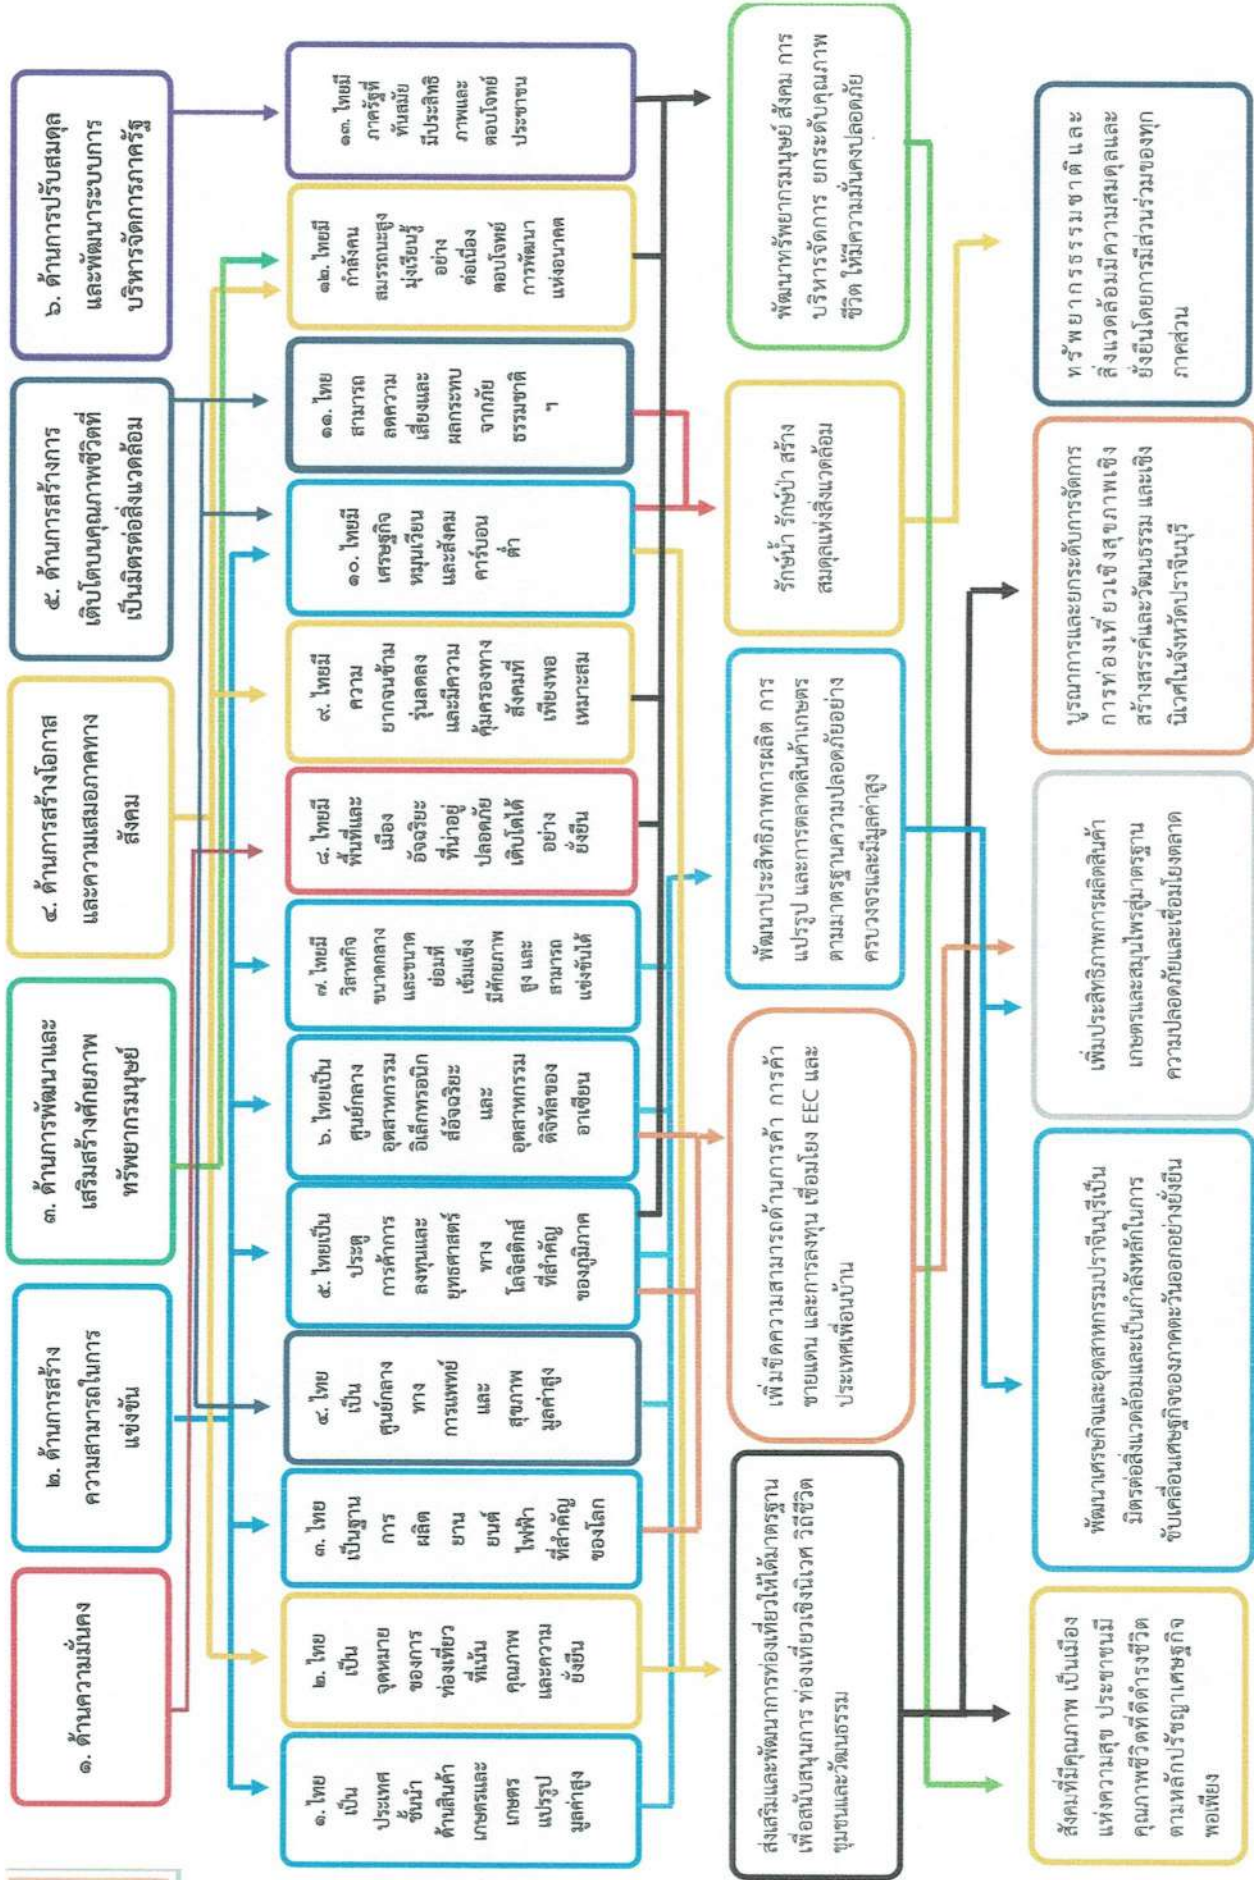 ๑. ด้านความมั่นคง
๒. ด้านการสร้าง
ความสามารถในการ
แข่งขัน
๓. ด้านการพัฒนาและ
เสริมสร้างศักยภาพ
ทรัพยากรมนุษย์
๔. ด้านการสร้างโอกาส
และความเสมอภาคทาง
สังคม
๕. ด้านการสร้างการ
เติบโตบนคุณภาพชีวิตที่
เป็นมิตรต่อสิ่งแวดล้อม
๖. ด้านการปรับสมดุล
และพัฒนาระบบการ
บริหารจัดการภาครัฐ
๑. ไทย
เป็น
ประเทศ
ชั้นนำ
ด้านสินค้า
เกษตรและ
เกษตร
แปรรูป
มูลค่าสูง
๒. ไทย
เป็น
จุดหมาย
ของการ
ท่องเที่ยว
ที่เน้น
คุณภาพ
และความ
ยั่งยืน
๓. ไทย
เป็นฐาน
การ
ผลิต
ยาน
ยนต์
ไฟฟ้า
ที่สำคัญ
ของโลก
๔. ไทย
เป็น
ศูนย์กลาง
ทาง
การแพทย์
และ
สุขภาพ
มูลค่าสูง
๕. ไทยเป็น
ประตู
การค้าการ
ลงทุนและ
ยุทธศาสตร์
ทาง
โลจิสติกส์
ที่สำคัญ
ของภูมิภาค
๖. ไทยเป็น
ศูนย์กลาง
อุตสาหกรรม
อิเล็กทรอนิก
ส์อัจฉริยะ
และ
อุตสาหกรรม
ดิจิทัลของ
อาเซียน
๗. ไทยมี
วิสาหกิจ
ขนาดกลาง
และขนาด
ย่อมที่
เข้มแข็ง
มีศักยภาพ
สูง และ
สามารถ
แข่งขันได้
๘. ไทยมี
พื้นที่และ
เมือง
อัจฉริยะ
ที่น่าอยู่
ปลอดภัย
เติบโตได้
อย่าง
ยั่งยืน
๙. ไทยมี
ความ
ยากจนข้าม
รุ่นลดลง
และมีความ
คุ้มครองทาง
สังคมที่
เพียงพอ
เหมาะสม
๑๐. ไทยมี
เศรษฐกิจ
หมุนเวียน
และสังคม
คาร์บอน
ต่ำ
๑๑. ไทย
สามารถ
ลดความ
เสี่ยงและ
ผลกระทบ
จากภัย
ธรรมชาติ
ๆ
๑๒. ไทยมี
กำลังคน
สมรรถนะสูง
มุ่งเรียนรู้
อย่าง
ต่อเนื่อง
ตอบโจทย์
การพัฒนา
แห่งอนาคต
๑๓. ไทยมี
ภาครัฐที่
ทันสมัย
มีประสิทธิ
ภาพและ
ตอบโจทย์
ประชาชน
ส่งเสริมและพัฒนาการท่องเที่ยวให้ได้มาตรฐาน
เพื่อสนับสนุนการ ท่องเที่ยวเชิงนิเวศ วิถีชีวิต
ชุมชนและวัฒนธรรม
เพิ่มขีดความสามารถด้านการค้า การค้า
ชายแดน และการลงทุน เชื่อมโยง EEC และ
ประเทศเพื่อนบ้าน
พัฒนาประสิทธิภาพการผลิต การ
แปรรูป และการตลาดสินค้าเกษตร
ตามมาตรฐานความปลอดภัยอย่าง
ครบวงจรและมีมูลค่าสูง
รักษ์น้ำ รักษ์ป่า สร้าง
สมดุลแห่งสิ่งแวดล้อม
พัฒนาทรัพยากรมนุษย์ สังคม การ
บริหารจัดการ ยกระดับคุณภาพ
ชีวิต ให้มีความมั่นคงปลอดภัย
สังคมที่มีคุณภาพ เป็นเมือง
แห่งความสุข ประชาชนมี
คุณภาพชีวิตที่ดีดำรงชีวิต
ตามหลักปรัชญาเศรษฐกิจ
พอเพียง
พัฒนาเศรษฐกิจและอุตสาหกรรมปราจีนบุรีเป็น
มิตรต่อสิ่งแวดล้อมและเป็นกำลังหลักในการ
ขับเคลื่อนเศรษฐกิจของภาคตะวันออกอย่างยั่งยืน
เพิ่มประสิทธิภาพการผลิตสินค้า
เกษตรและสมุนไพรสู่มาตรฐาน
ความปลอดภัยและเชื่อมโยงตลาด
บูรณาการและยกระดับการจัดการ
การท่องเที่ยวเชิงสุขภาพเชิง
สร้างสรรค์และวัฒนธรรม และเชิง
นิเวศในจังหวัดปราจีนบุรี
ทรัพยากรธรรมชาติ และ
สิ่งแวดล้อมมีความสมดุลและ
ยั่งยืนโดยการมีส่วนร่วมของทุก
ภาคส่วน